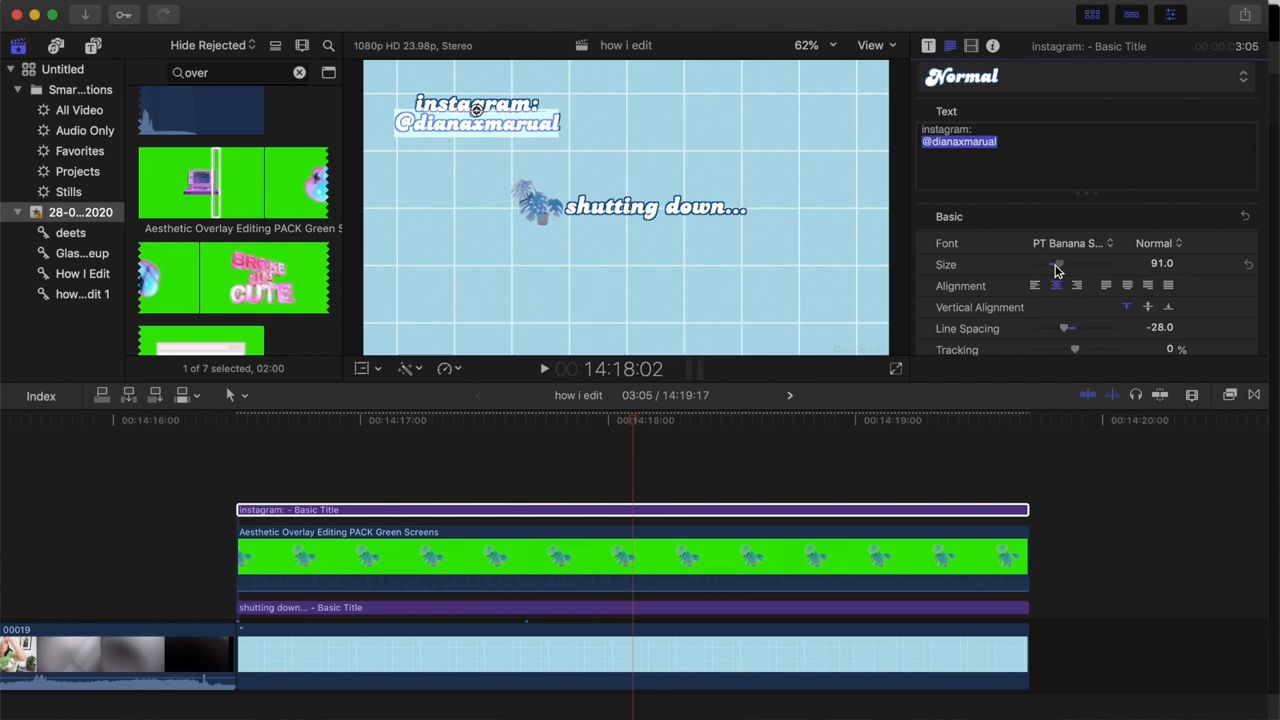 Hide Rejected
1080p HD 23.98p, Stereo
how i edit
62%
View
instagram: - Basic Title
3:05
Untitled
over
Smar...tions
All Video
Audio Only
Favorites
Projects
Stills
28-0...2020
deets
Glas...eup
How I Edit
how...dit 1
Aesthetic Overlay Editing PACK Green S
BROKE
BUT
CUTE
1 of 7 selected, 02:00
instagram:
@dianaxmarual
shutting down...
00:14:18:02
Normal
Text
instagram:
@dianaxmarual
Basic
Font
PT Banana S...
Normal
Size
91.0
Alignment
Vertical Alignment
Line Spacing
-28.0
Tracking
0 %
Index
how i edit
03:05 / 14:19:17
00:14:16:00
00:14:17:00
00:14:18:00
00:14:19:00
00:14:20:00
instagram: - Basic Title
Aesthetic Overlay Editing PACK Green Screens
shutting down... - Basic Title
00019